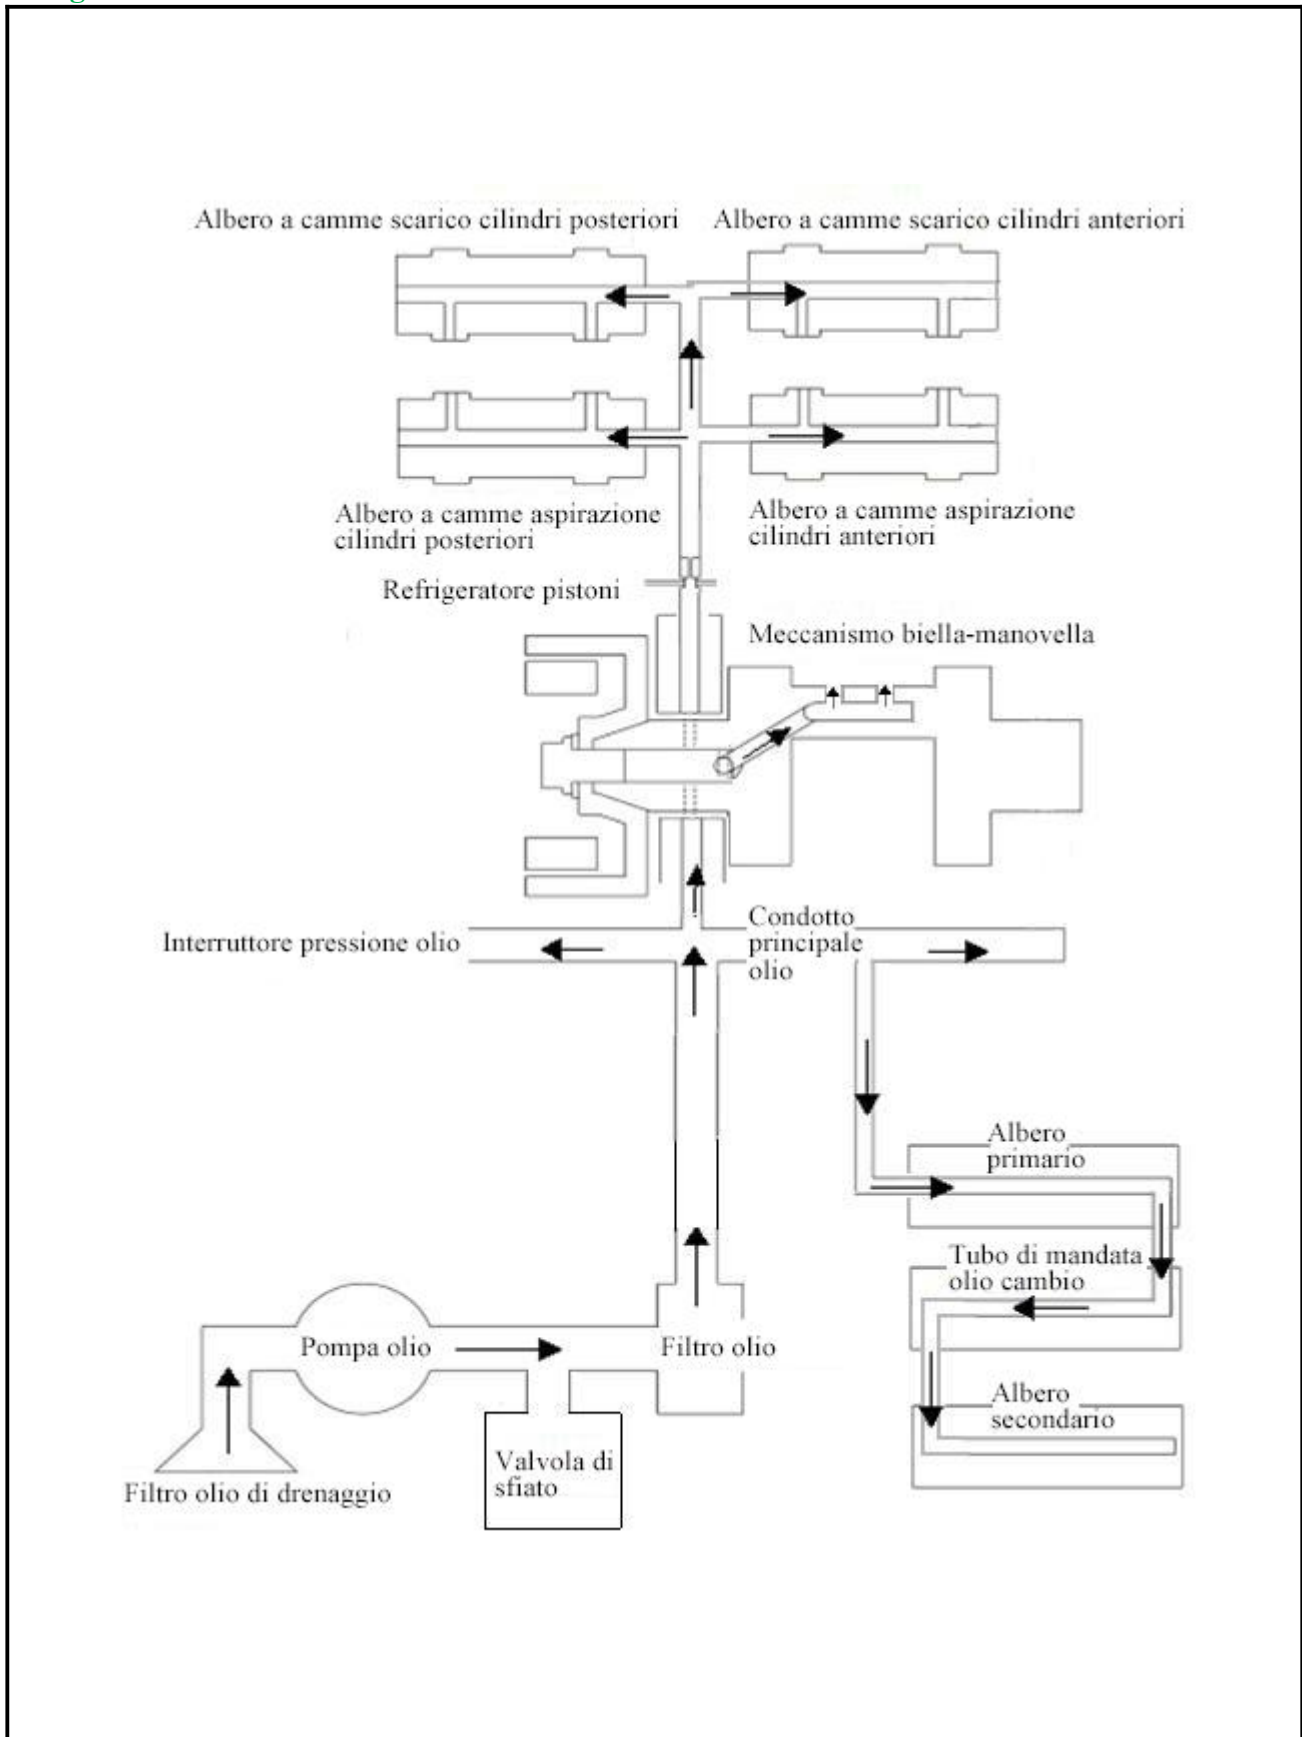 Albero a camme scarico cilindri posteriori
Albero a camme scarico cilindri anteriori
Albero a camme aspirazione
cilindri posteriori
Albero a camme aspirazione
cilindri anteriori
Refrigeratore pistoni
Meccanismo biella-manovella
Interruttore pressione olio
Condotto
principale
olio
Albero
primario
Tubo di mandata
olio cambio
Pompa olio
Filtro olio
Albero
secondario
Valvola di
sfiato
Filtro olio di drenaggio